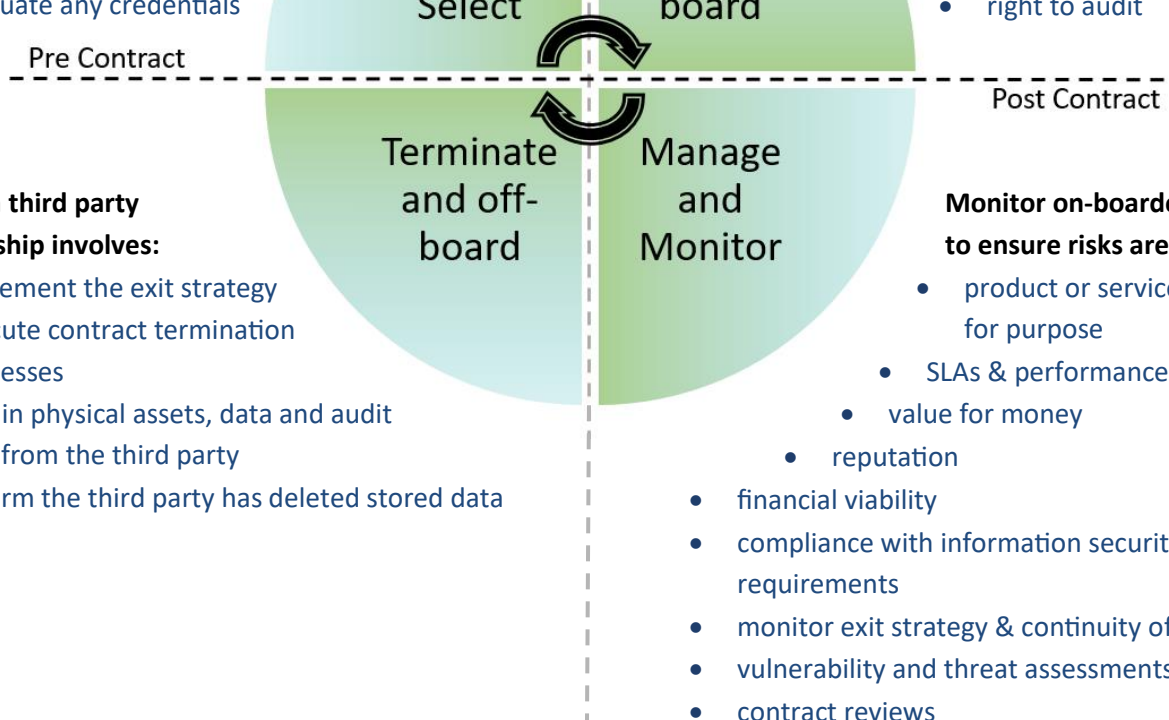 uate any credentials
Select
board
right to audit
Pre Contract
Post Contract
Terminate
and off-
board
Manage
and
Monitor
third party
ship involves:
ement the exit strategy
ute contract termination
esses
in physical assets, data and audit
from the third party
rm the third party has deleted stored data
Monitor on-board
to ensure risks are
product or service
for purpose
SLAs & performance
value for money
reputation
financial viability
compliance with information securit
requirements
monitor exit strategy & continuity of
vulnerability and threat assessments
contract reviews